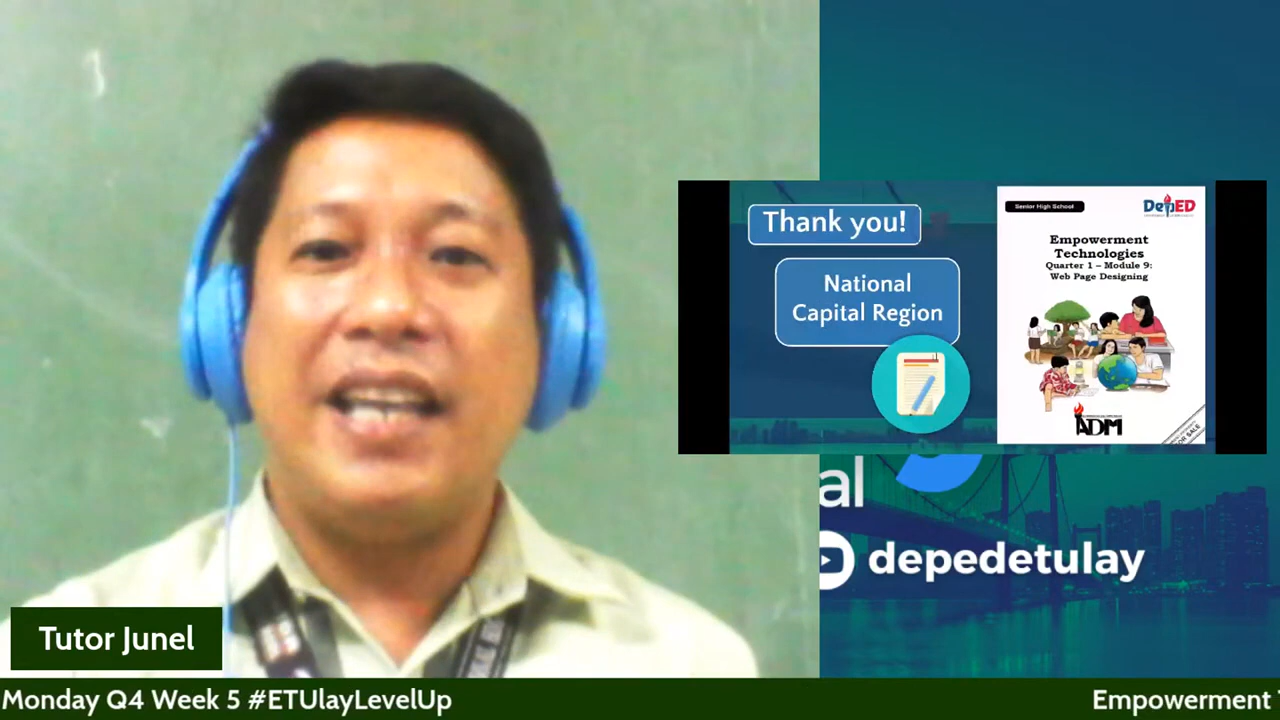 Thank you!
National
Capital Region
Senior High School
DepED
Empowerment
Technologies
Quarter 1 – Module 9:
Web Page Designing
ADM
al
depedetulay
Tutor Junel
Monday Q4 Week 5 #ETUlayLevelUp
Empowerment